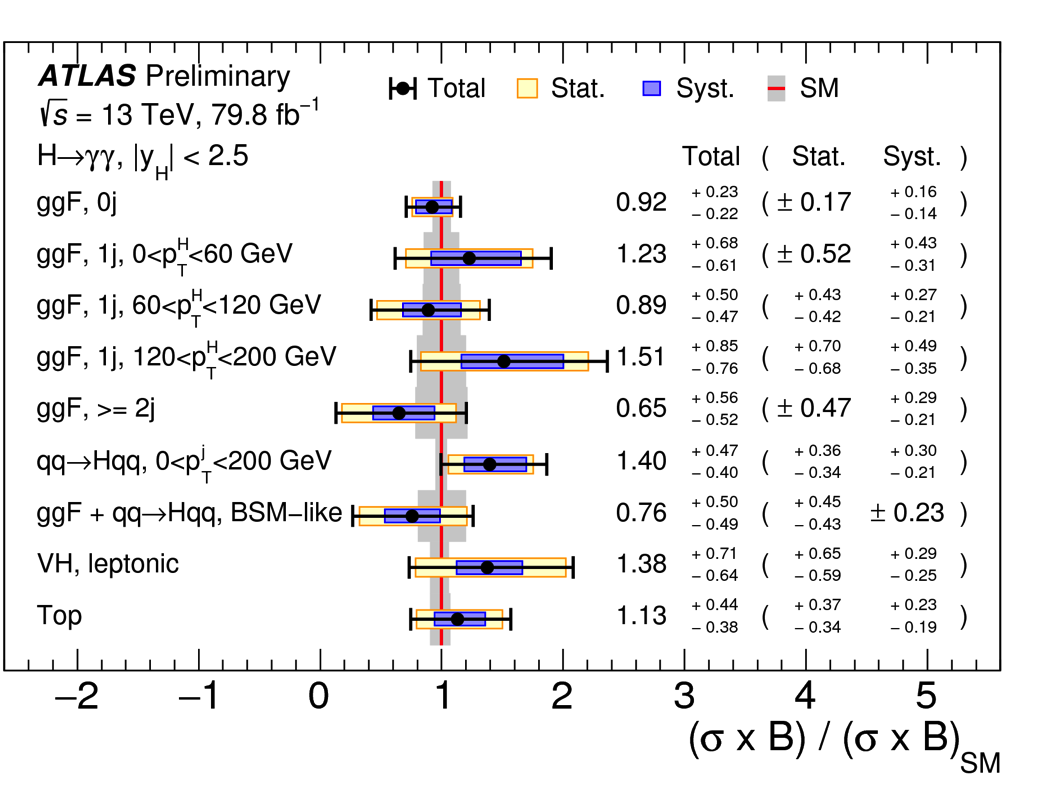 ATLAS Preliminary
Total Stat. Syst. SM
√s = 13 TeV, 79.8 fb⁻¹
H→γγ, |y_H| < 2.5 Total ( Stat. Syst. )
ggF, 0j 0.92 + 0.23 − 0.22 ( ± 0.17 + 0.16 − 0.14 )
ggF, 1j, 0<p_T^H<60 GeV 1.23 + 0.68 − 0.61 ( ± 0.52 + 0.43 − 0.31 )
ggF, 1j, 60<p_T^H<120 GeV 0.89 + 0.50 − 0.47 ( + 0.43 − 0.42 + 0.27 − 0.21 )
ggF, 1j, 120<p_T^H<200 GeV 1.51 + 0.85 − 0.76 ( + 0.70 − 0.68 + 0.49 − 0.35 )
ggF, >= 2j 0.65 + 0.56 − 0.52 ( ± 0.47 + 0.29 − 0.21 )
qq→Hqq, 0<p_T^j<200 GeV 1.40 + 0.47 − 0.40 ( + 0.36 − 0.34 + 0.30 − 0.21 )
ggF + qq→Hqq, BSM−like 0.76 + 0.50 − 0.49 ( + 0.45 − 0.43 ± 0.23 )
VH, leptonic 1.38 + 0.71 − 0.64 ( + 0.65 − 0.59 + 0.29 − 0.25 )
Top 1.13 + 0.44 − 0.38 ( + 0.37 − 0.34 + 0.23 − 0.19 )
−2 −1 0 1 2 3 4 5
(σ x B) / (σ x B)_SM